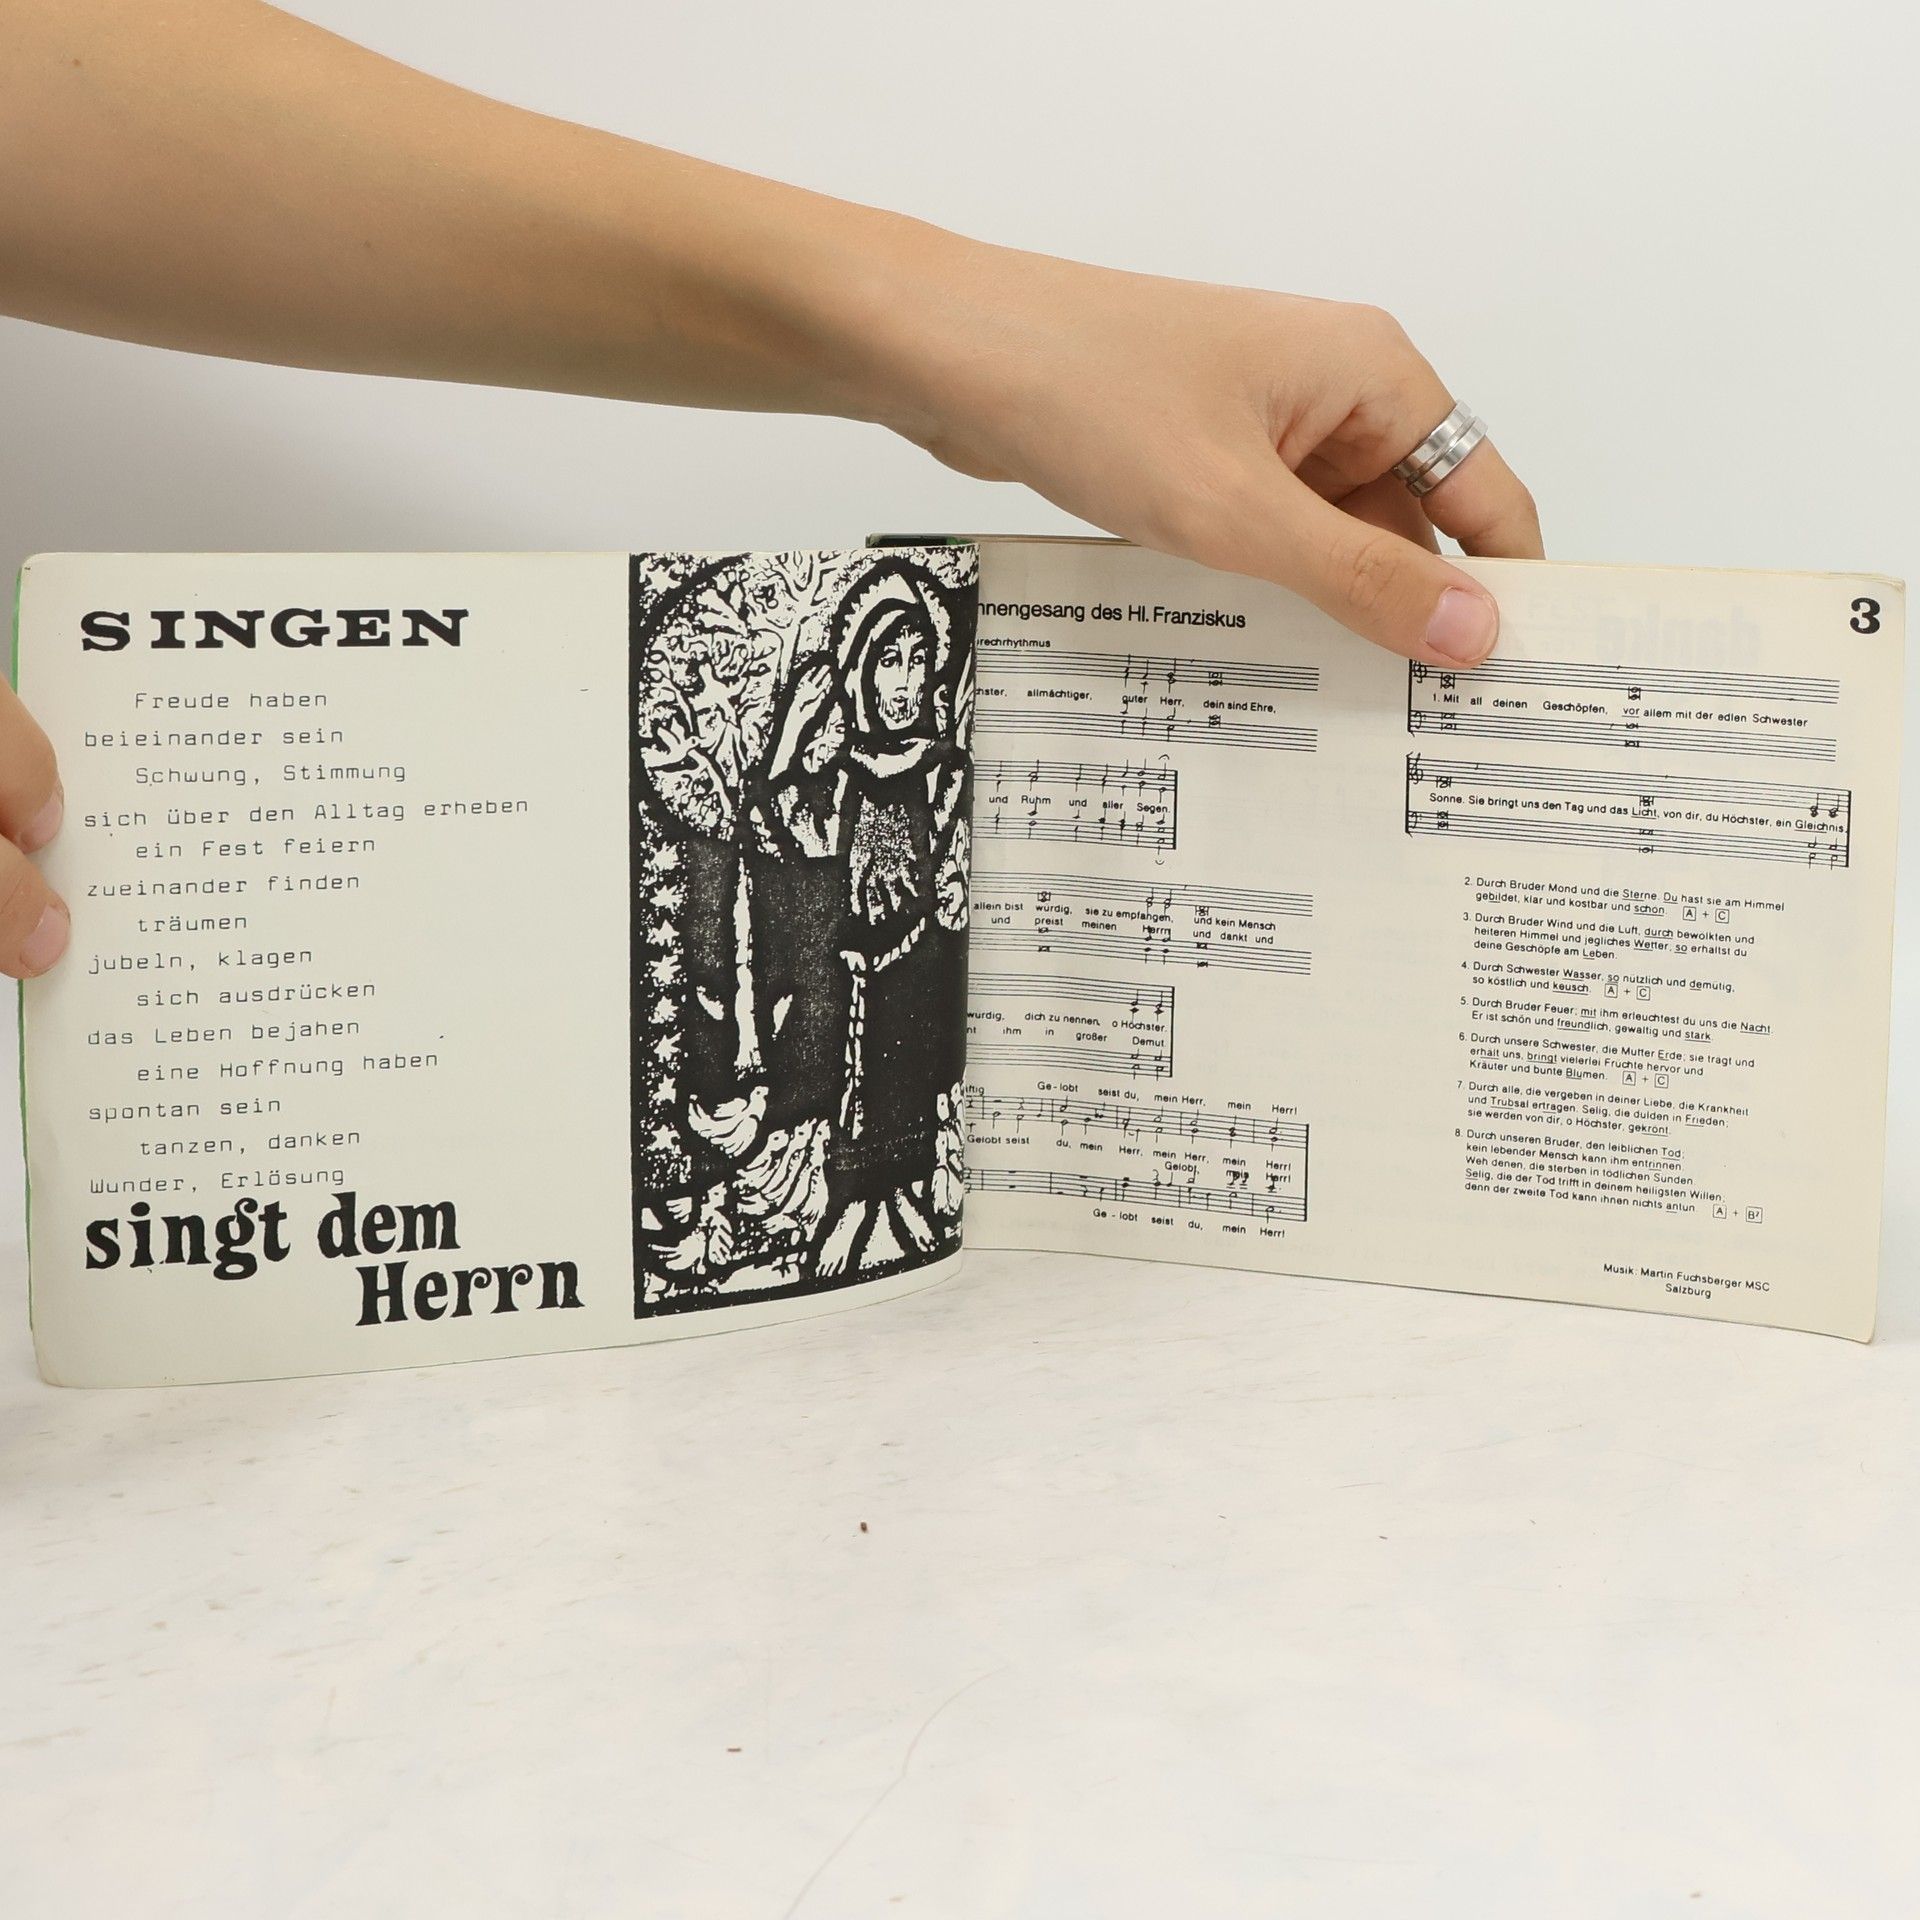 SINGEN
Freude haben
beieinander sein
Schwung, Stimmung
sich über den Alltag erheben
ein Fest feiern
zueinander finden
träumen
jubeln, klagen
sich ausdrücken
das Leben bejahen
eine Hoffnung haben
spontan sein
tanzen, danken
Wunder, Erlösung
singt dem
Herrn
nnengesang des Hl. Franziskus
rechrhythmus
hster, allmächtiger, guter Herr, dein sind Ehre,
und Ruhm und aller Segen.
allein bist würdig, sie zu empfangen, und kein Mensch
und preist meinen Herrn und dankt und
würdig, dich zu nennen, o Höchster.
nt ihm in großer Demut
ftig Ge-lobt seist du, mein Herr, mein Herr!
Gelobt seist du, mein Herr, mein Herr, mein Herr!
Gelobt, mein Herr!
Ge - lobt seist du, mein Herr!
3
1. Mit all deinen Geschöpfen, vor allem mit der edlen Schwester
Sonne. Sie bringt uns den Tag und das Licht, von dir, du Höchster, ein Gleichnis.
2. Durch Bruder Mond und die Sterne. Du hast sie am Himmel
gebildet, klar und kostbar und schön. A + C
3. Durch Bruder Wind und die Luft, durch bewölkten und
heiteren Himmel und jegliches Wetter, so erhältst du
deine Geschöpfe am Leben.
4. Durch Schwester Wasser, so nützlich und demütig,
so köstlich und keusch. A + C
5. Durch Bruder Feuer; mit ihm erleuchtest du uns die Nacht.
Er ist schön und freundlich, gewaltig und stark.
6. Durch unsere Schwester, die Mutter Erde; sie trägt und
erhält uns, bringt vielerlei Früchte hervor und
Kräuter und bunte Blumen. A + C
7. Durch alle, die vergeben in deiner Liebe, die Krankheit
und Trübsal ertragen. Selig, die dulden in Frieden;
sie werden von dir, o Höchster, gekrönt.
8. Durch unseren Bruder, den leiblichen Tod;
kein lebender Mensch kann ihm entrinnen.
Weh denen, die sterben in tödlichen Sünden.
Selig, die der Tod trifft in deinem heiligsten Willen;
denn der zweite Tod kann ihnen nichts antun. A + B²
Musik: Martin Fuchsberger MSC
Salzburg